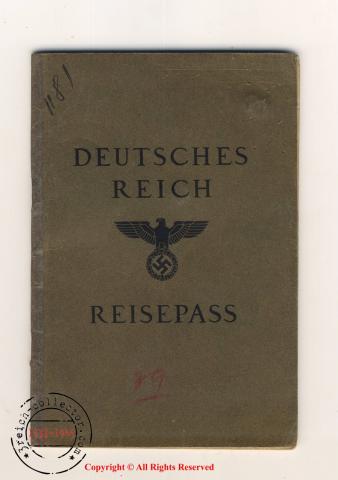 1181
DEUTSCHES
REICH
REISEPASS
3reich-collector.com
Copyright © All Rights Reserved